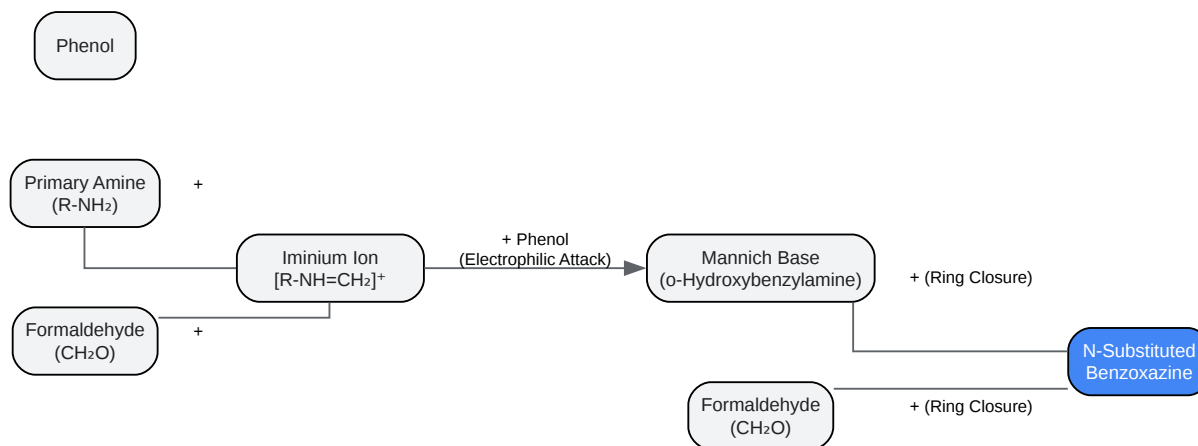 Phenol
Primary Amine
(R-NH₂)
+
Iminium Ion
[R-NH=CH₂]⁺
Formaldehyde
(CH₂O)
+
+ Phenol
(Electrophilic Attack)
Mannich Base
(o-Hydroxybenzylamine)
+ (Ring Closure)
N-Substituted
Benzoxazine
Formaldehyde
(CH₂O)
+ (Ring Closure)